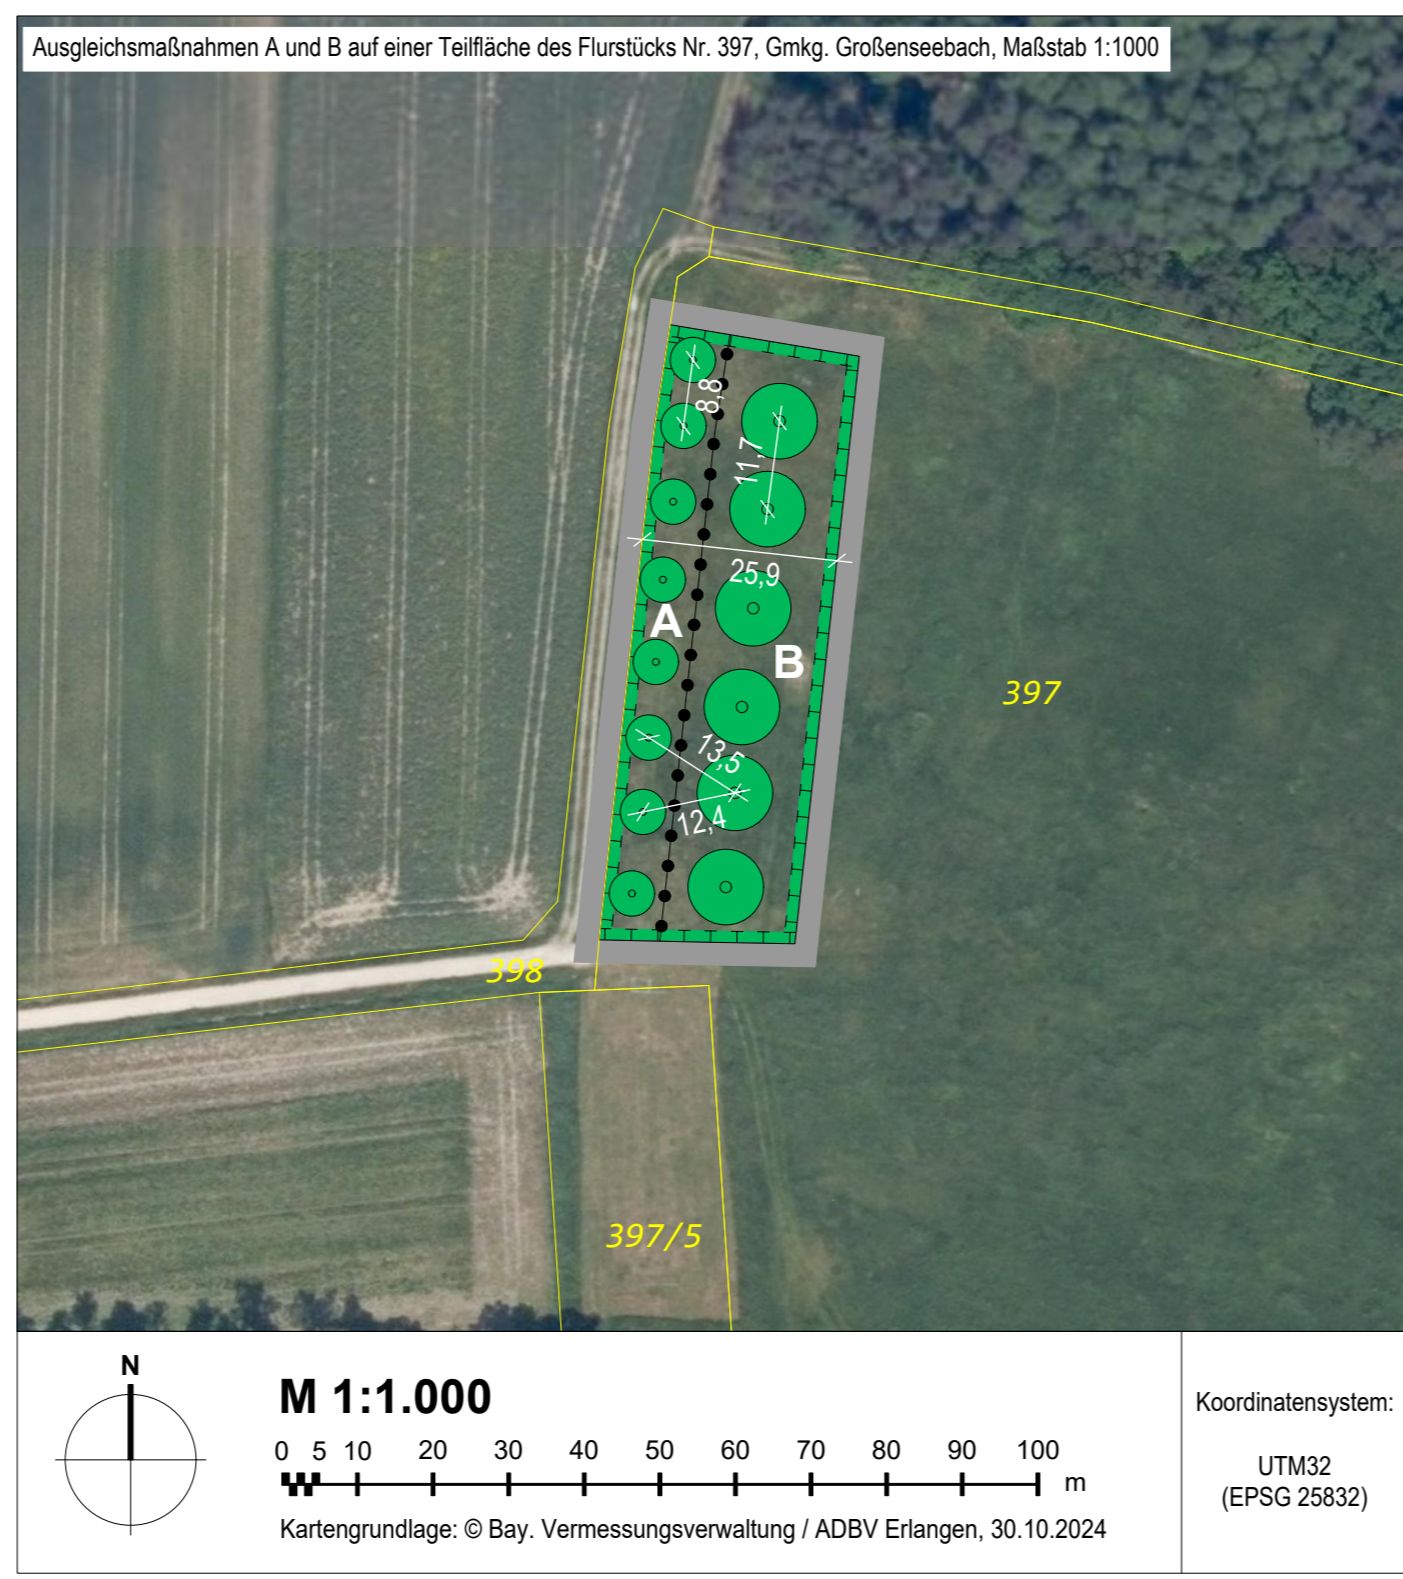 Ausgleichsmaßnahmen A und B auf einer Teilfläche des Flurstücks Nr. 397, Gmkg. Großenseebach, Maßstab 1:1000
8,8
11,7
25,9
A
B
397
13,5
12,4
398
397/5
N
M 1:1.000
0 5 10 20 30 40 50 60 70 80 90 100
m
Kartengrundlage: © Bay. Vermessungsverwaltung / ADBV Erlangen, 30.10.2024
Koordinatensystem:
UTM32
(EPSG 25832)